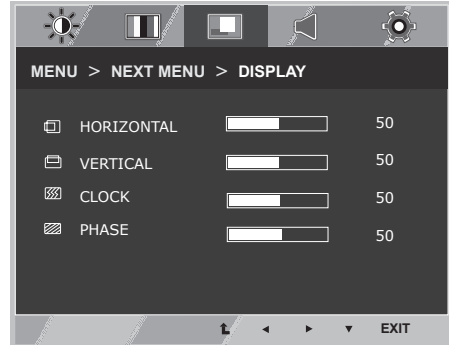 MENU > NEXT MENU > DISPLAY
HORIZONTAL 50
VERTICAL 50
CLOCK 50
PHASE 50
EXIT